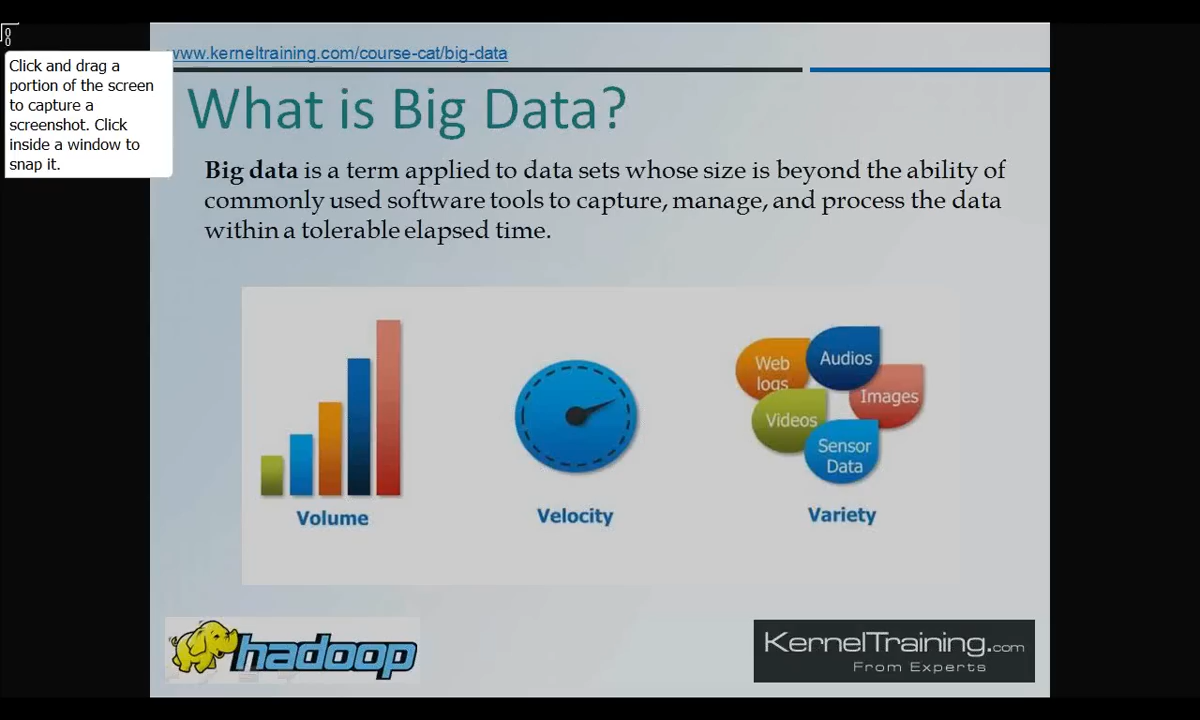 www.kerneltraining.com/course-cat/big-data
Click and drag a
portion of the screen
to capture a
screenshot. Click
inside a window to
snap it.
What is Big Data?
Big data is a term applied to data sets whose size is beyond the ability of
commonly used software tools to capture, manage, and process the data
within a tolerable elapsed time.
Web
logs
Audios
Images
Videos
Sensor
Data
Volume
Velocity
Variety
hadoop
KernelTraining.com
From Experts